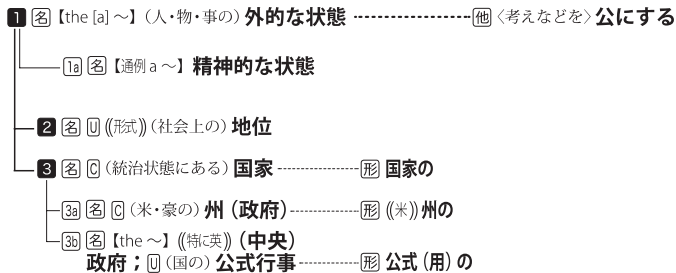 1 名【the [a] ～】（人・物・事の）外的な状態 他〈考えなどを〉公にする
1a 名【通例 a ～】精神的な状態
2 名 U ((形式))（社会上の）地位
3 名 C（統治状態にある）国家 形 国家の
3a 名 C（米・豪の）州（政府） 形 ((米)) 州の
3b 名【the ～】((特に英))（中央）
政府；U（国の）公式行事 形 公式（用）の